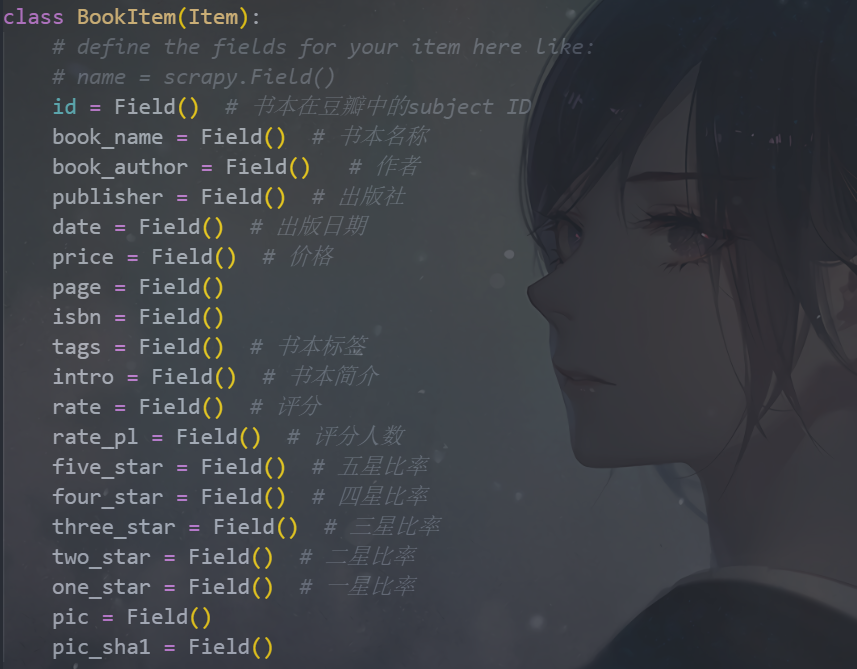 class BookItem(Item):
# define the fields for your item here like:
# name = scrapy.Field()
id = Field()  # 书本在豆瓣中的subject ID
book_name = Field()  # 书本名称
book_author = Field()   # 作者
publisher = Field()  # 出版社
date = Field()  # 出版日期
price = Field()  # 价格
page = Field()
isbn = Field()
tags = Field()  # 书本标签
intro = Field()  # 书本简介
rate = Field()  # 评分
rate_pl = Field()  # 评分人数
five_star = Field()  # 五星比率
four_star = Field()  # 四星比率
three_star = Field()  # 三星比率
two_star = Field()  # 二星比率
one_star = Field()  # 一星比率
pic = Field()
pic_sha1 = Field()